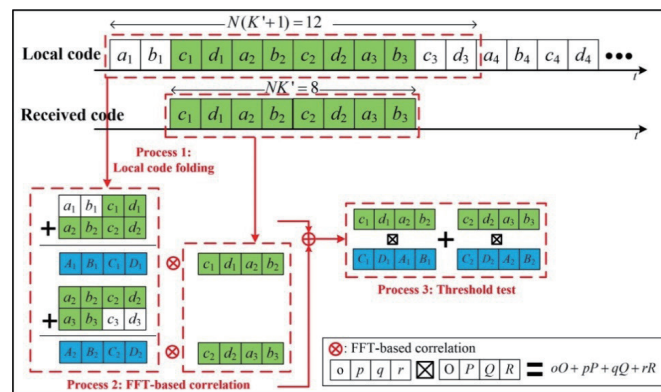 N(K'+1)=12
Local code a₁ b₁ c₁ d₁ a₂ b₂ c₂ d₂ a₃ b₃ c₃ d₃ a₄ b₄ c₄ d₄ •••
t
NK'=8
Received code c₁ d₁ a₂ b₂ c₂ d₂ a₃ b₃
t
Process 1:
Local code folding
a₁ b₁ c₁ d₁
+ a₂ b₂ c₂ d₂
A₁ B₁ C₁ D₁ ⊗ c₁ d₁ a₂ b₂
a₂ b₂ c₂ d₂
+ a₃ b₃ c₃ d₃
A₂ B₂ C₂ D₂ ⊗ c₂ d₂ a₃ b₃
Process 2: FFT-based correlation
⊕
c₁ d₁ a₂ b₂ c₂ d₂ a₃ b₃
⊠ + ⊠
C₁ D₁ A₁ B₁ C₂ D₂ A₂ B₂
Process 3: Threshold test
⊗: FFT-based correlation
o p q r ⊠ O P Q R = oO+pP+qQ+rR